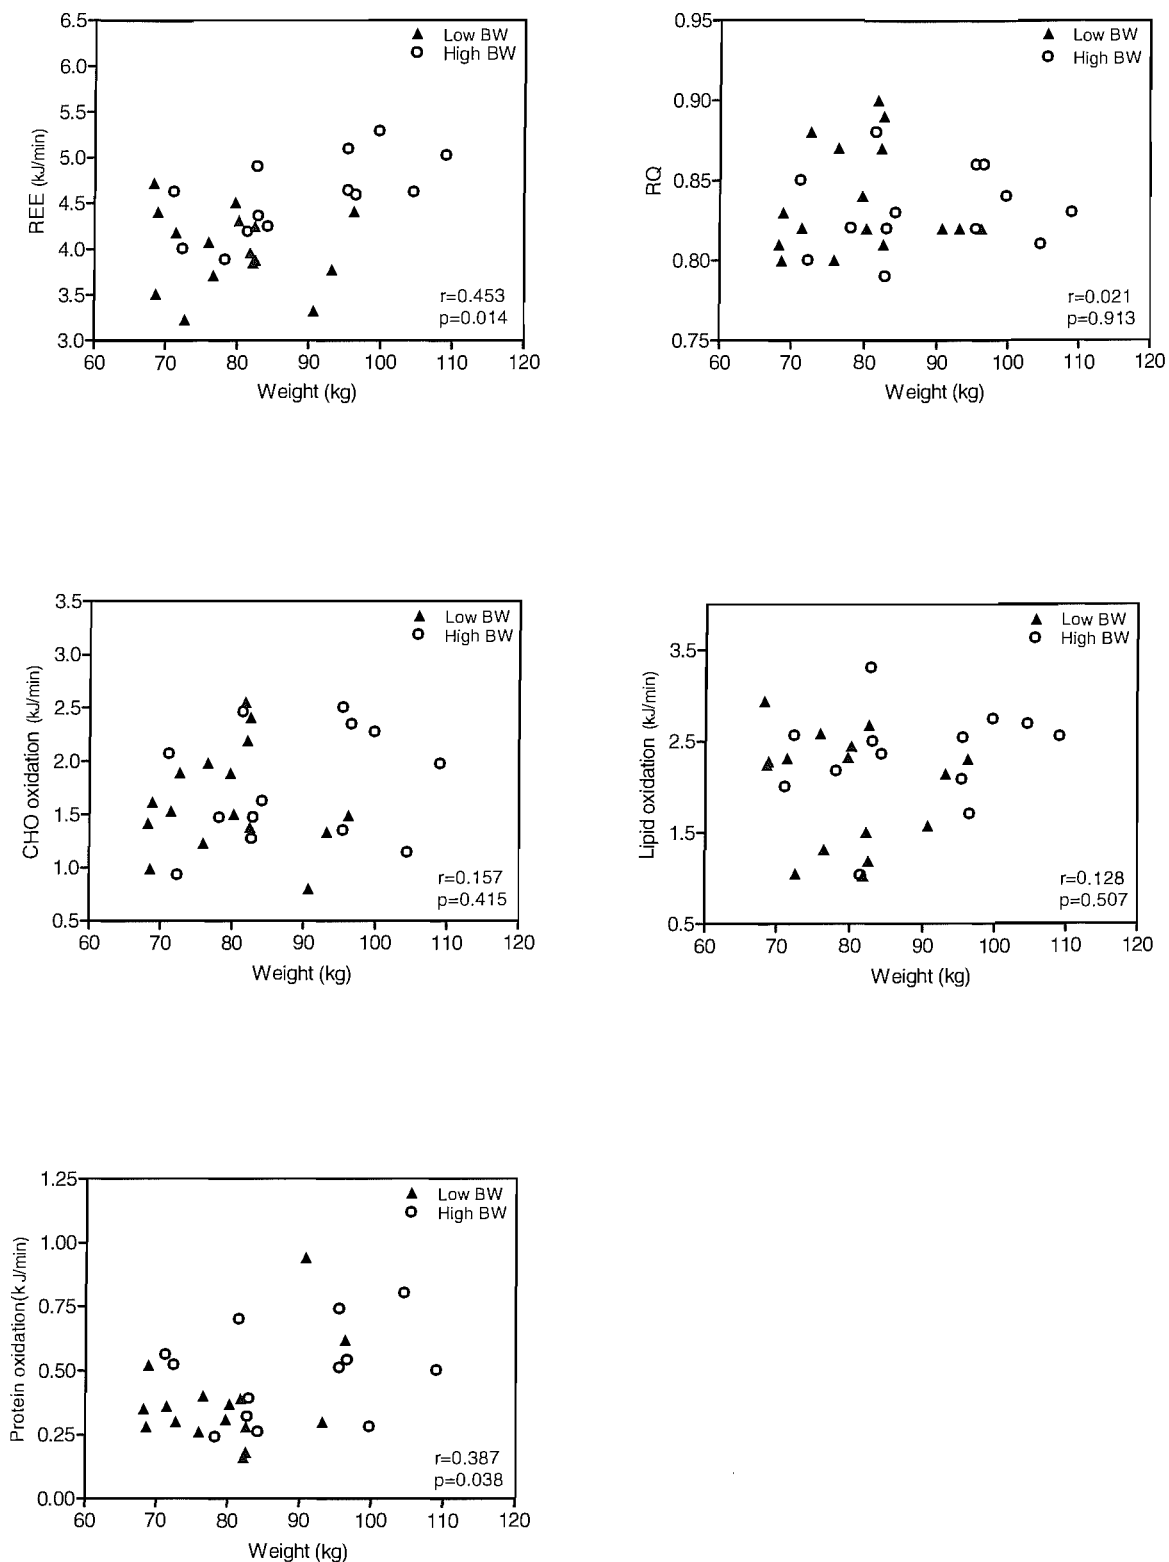 6.5
6.0
5.5
5.0
4.5
4.0
3.5
3.0
REE (kJ/min)
Low BW
High BW
r=0.453
p=0.014
60 70 80 90 100 110 120
Weight (kg)
0.95
0.90
0.85
0.80
0.75
RQ
Low BW
High BW
r=0.021
p=0.913
60 70 80 90 100 110 120
Weight (kg)
3.5
3.0
2.5
2.0
1.5
1.0
0.5
CHO oxidation (kJ/min)
Low BW
High BW
r=0.157
p=0.415
60 70 80 90 100 110 120
Weight (kg)
3.5
2.5
1.5
0.5
Lipid oxidation (kJ/min)
Low BW
High BW
r=0.128
p=0.507
60 70 80 90 100 110 120
Weight (kg)
1.25
1.00
0.75
0.50
0.25
0.00
Protein oxidation(kJ/min)
Low BW
High BW
r=0.387
p=0.038
60 70 80 90 100 110 120
Weight (kg)